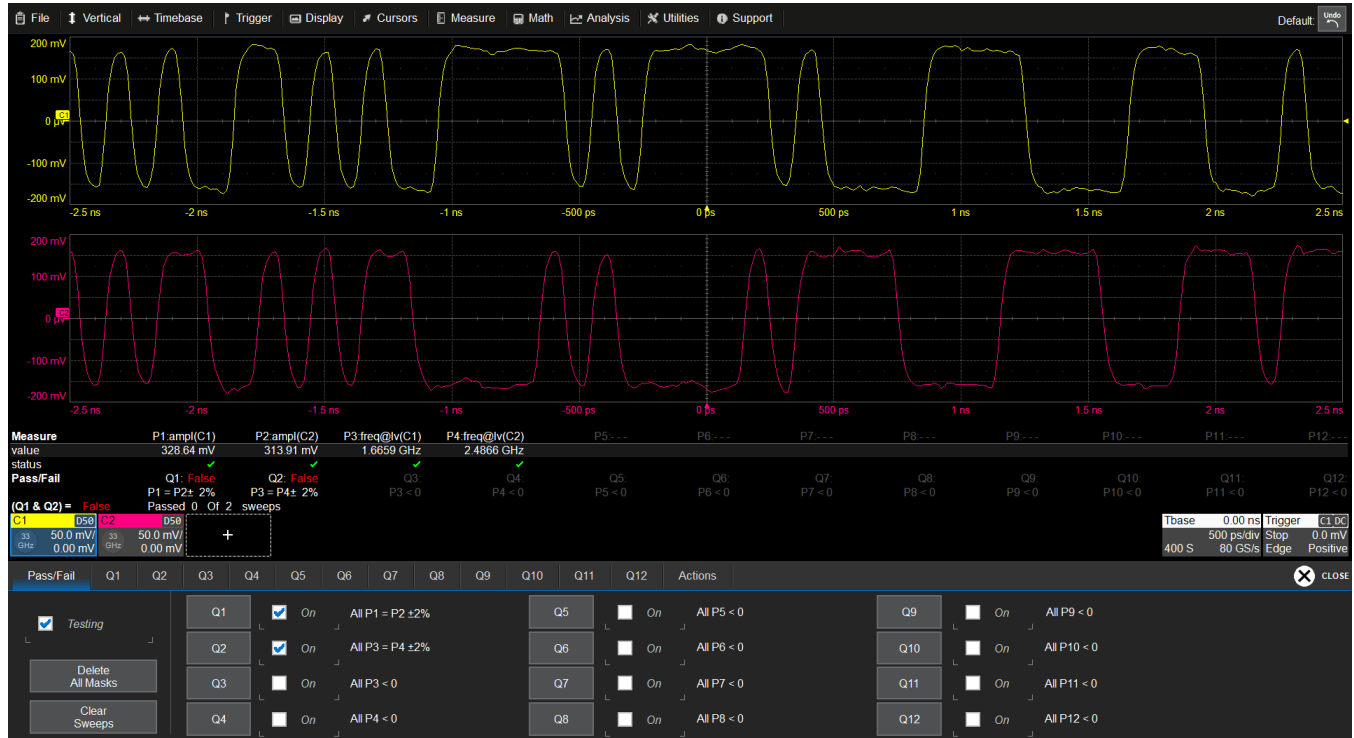 File Vertical Timebase Trigger Display Cursors Measure Math Analysis Utilities Support Default: Undo
200 mV
100 mV
C1
0 µV
-100 mV
-200 mV
-2.5 ns -2 ns -1.5 ns -1 ns -500 ps 0 ps 500 ps 1 ns 1.5 ns 2 ns 2.5 ns
200 mV
100 mV
C2
0 µV
-100 mV
-200 mV
-2.5 ns -2 ns -1.5 ns -1 ns -500 ps 0 ps 500 ps 1 ns 1.5 ns 2 ns 2.5 ns
Measure P1:ampl(C1) P2:ampl(C2) P3:freq@lv(C1) P4:freq@lv(C2) P5:--- P6:--- P7:--- P8:--- P9:--- P10:--- P11:--- P12:---
value 328.64 mV 313.91 mV 1.6659 GHz 2.4866 GHz
status
Pass/Fail Q1: False Q2: False Q3: Q4: Q5: Q6: Q7: Q8: Q9: Q10: Q11: Q12:
P1 = P2± 2% P3 = P4± 2% P3 < 0 P4 < 0 P5 < 0 P6 < 0 P7 < 0 P8 < 0 P9 < 0 P10 < 0 P11 < 0 P12 < 0
(Q1 & Q2) = False Passed 0 Of 2 sweeps
C1 D50 C2 D50 Tbase 0.00 ns Trigger C1 DC
33 GHz 50.0 mV/ 33 GHz 50.0 mV/ + 500 ps/div Stop 0.0 mV
0.00 mV 0.00 mV 400 S 80 GS/s Edge Positive
Pass/Fail Q1 Q2 Q3 Q4 Q5 Q6 Q7 Q8 Q9 Q10 Q11 Q12 Actions CLOSE
Testing
Delete
All Masks
Clear
Sweeps
Q1 On All P1 = P2 ±2%
Q2 On All P3 = P4 ±2%
Q3 On All P3 < 0
Q4 On All P4 < 0
Q5 On All P5 < 0
Q6 On All P6 < 0
Q7 On All P7 < 0
Q8 On All P8 < 0
Q9 On All P9 < 0
Q10 On All P10 < 0
Q11 On All P11 < 0
Q12 On All P12 < 0